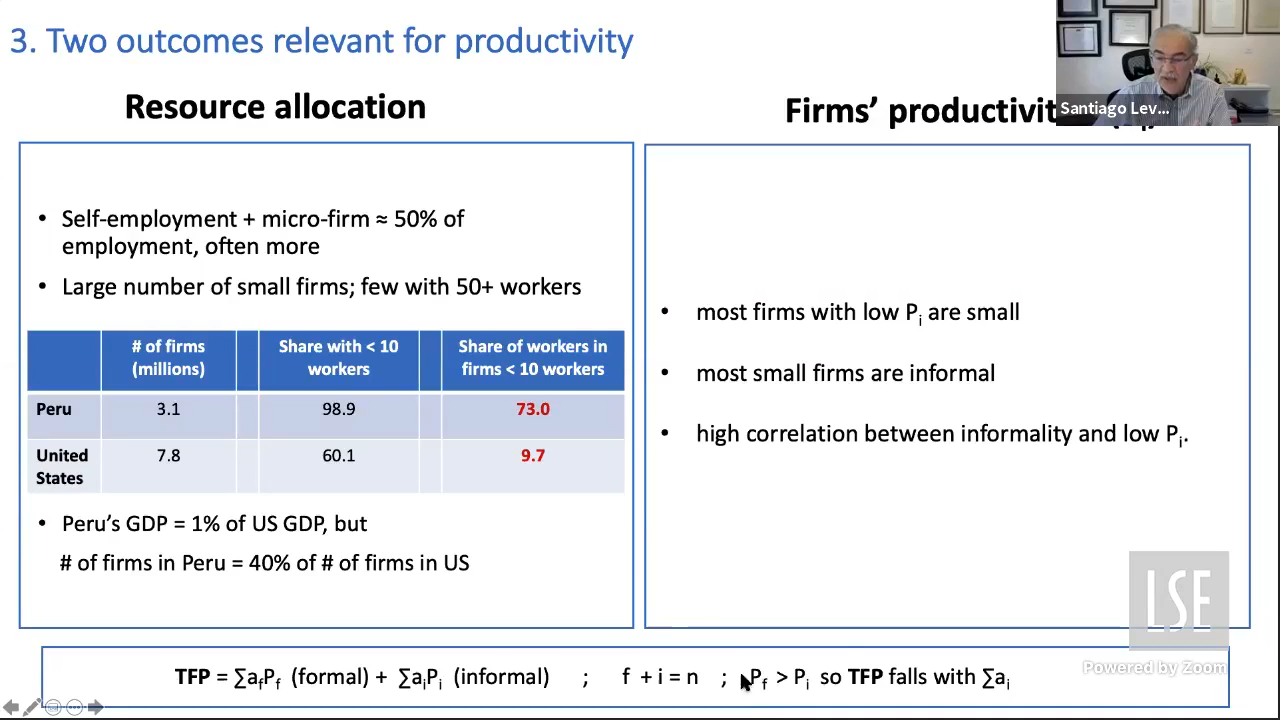 3. Two outcomes relevant for productivity
Santiago Lev...
Resource allocation
Firms’ productivit
• Self-employment + micro-firm ≈ 50% of
employment, often more
• Large number of small firms; few with 50+ workers
# of firms (millions) Share with < 10 workers Share of workers in firms < 10 workers
Peru 3.1 98.9 73.0
United States 7.8 60.1 9.7
• Peru’s GDP = 1% of US GDP, but
# of firms in Peru = 40% of # of firms in US
• most firms with low Pi are small
• most small firms are informal
• high correlation between informality and low Pi.
LSE
Powered by Zoom
TFP = ∑afPf (formal) + ∑aiPi (informal) ; f + i = n ; Pf > Pi so TFP falls with ∑ai